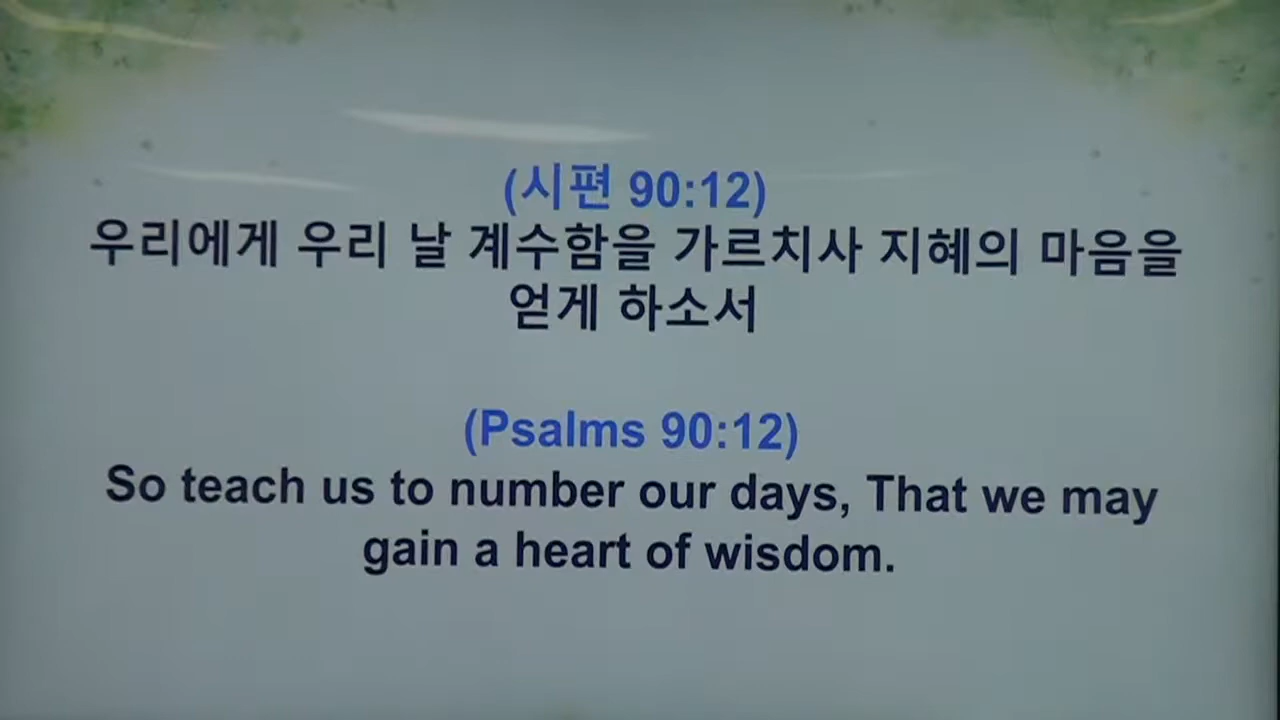 (시편 90:12)
우리에게 우리 날 계수함을 가르치사 지혜의 마음을
얻게 하소서
(Psalms 90:12)
So teach us to number our days, That we may
gain a heart of wisdom.